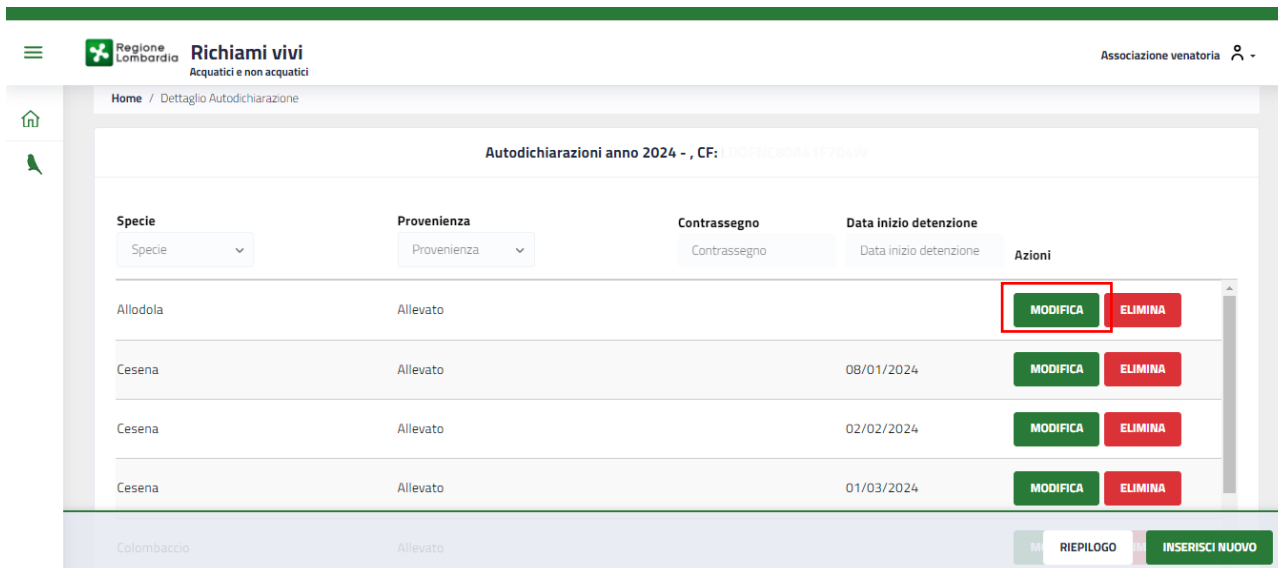 Regione Lombardia
Richiami vivi
Acquatici e non acquatici
Associazione venatoria
Home / Dettaglio Autodichiarazione
Autodichiarazioni anno 2024 - , CF:
Specie Provenienza Contrassegno Data inizio detenzione
Specie Provenienza Contrassegno Data inizio detenzione Azioni
Allodola Allevato MODIFICA ELIMINA
Cesena Allevato 08/01/2024 MODIFICA ELIMINA
Cesena Allevato 02/02/2024 MODIFICA ELIMINA
Cesena Allevato 01/03/2024 MODIFICA ELIMINA
Colombaccio Allevato RIEPILOGO INSERISCI NUOVO